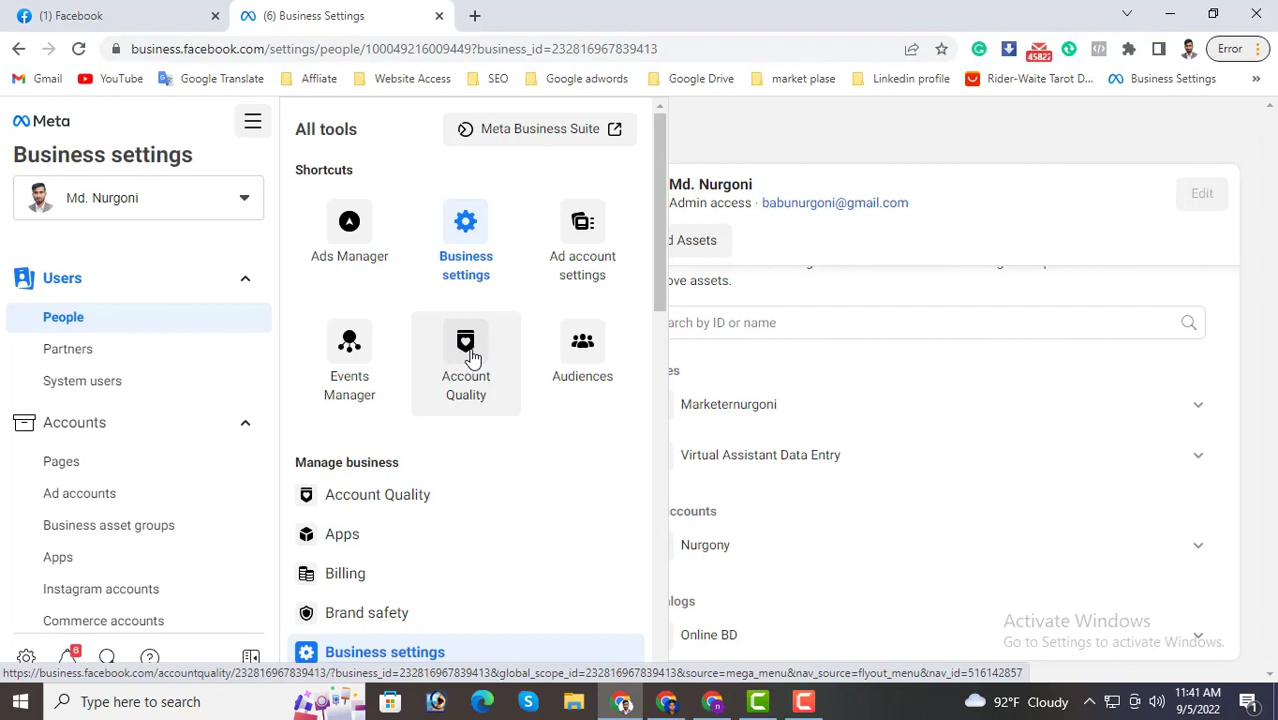 (1) Facebook
(6) Business Settings
business.facebook.com/settings/people/100049216009449?business_id=232816967839413
45822
Error
Gmail
YouTube
Google Translate
Affliate
Website Access
SEO
Google adwords
Google Drive
market plase
Linkedin profile
Rider-Waite Tarot D...
Business Settings
»
Meta
Business settings
Md. Nurgoni
Users
People
Partners
System users
Accounts
Pages
Ad accounts
Business asset groups
Apps
Instagram accounts
Commerce accounts
6
All tools
Meta Business Suite
Shortcuts
Ads Manager
Business
settings
Ad account
settings
Events
Manager
Account
Quality
Audiences
Manage business
Account Quality
Apps
Billing
Brand safety
Business settings
Md. Nurgoni
Admin access · babunurgoni@gmail.com
Edit
d Assets
ove assets.
arch by ID or name
es
Marketernurgoni
Virtual Assistant Data Entry
ccounts
Nurgony
alogs
Online BD
Activate Windows
Go to Settings to activate Windows.
https://business.facebook.com/accountquality/232816967839413/?business_id=232816967839413&global_scope_id=232816967839413&source=mega_menu&nav_source=flyout_menu&nav_id=516142857
Type here to search
92°F Cloudy
11:41 AM
9/5/2022
1